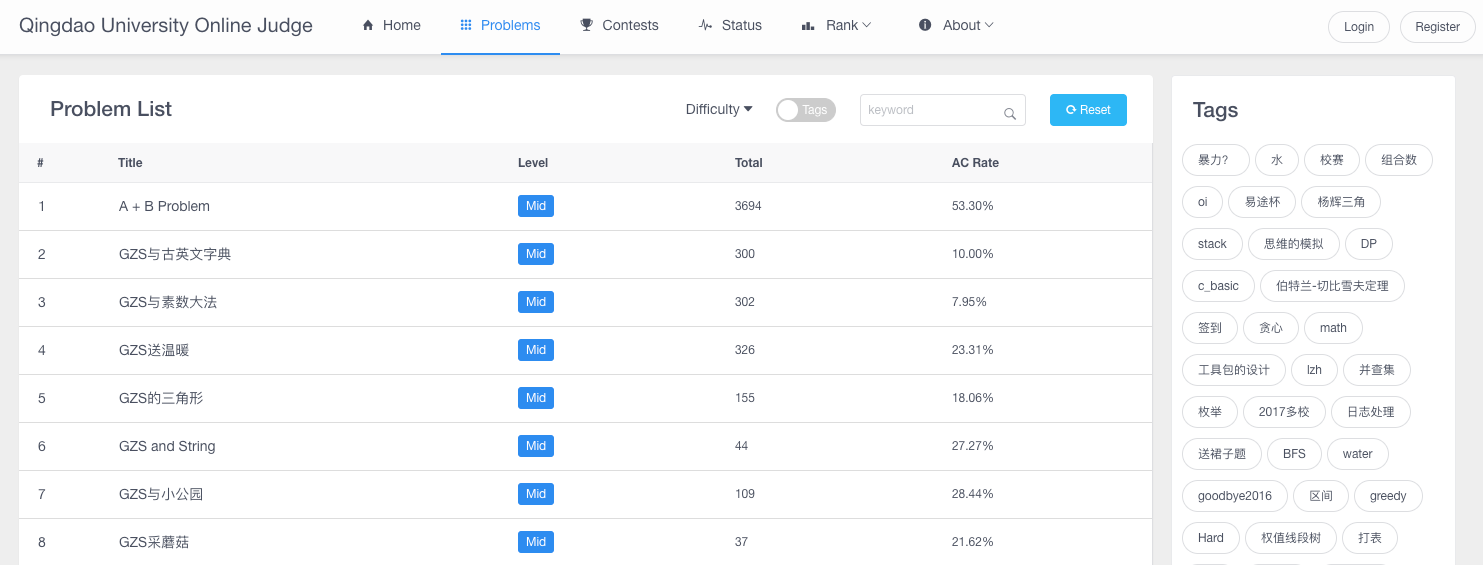 Qingdao University Online Judge Home Problems Contests Status Rank About Login Register
Problem List Difficulty Tags keyword Reset
# Title Level Total AC Rate
1 A + B Problem Mid 3694 53.30%
2 GZS与古英文字典 Mid 300 10.00%
3 GZS与素数大法 Mid 302 7.95%
4 GZS送温暖 Mid 326 23.31%
5 GZS的三角形 Mid 155 18.06%
6 GZS and String Mid 44 27.27%
7 GZS与小公园 Mid 109 28.44%
8 GZS采蘑菇 Mid 37 21.62%
Tags
暴力? 水 校赛 组合数
oi 易途杯 杨辉三角
stack 思维的模拟 DP
c_basic 伯特兰-切比雪夫定理
签到 贪心 math
工具包的设计 lzh 并查集
枚举 2017多校 日志处理
送裙子题 BFS water
goodbye2016 区间 greedy
Hard 权值线段树 打表